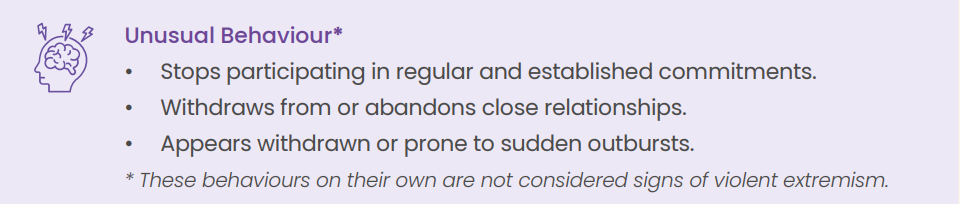 Unusual Behaviour*
• Stops participating in regular and established commitments.
• Withdraws from or abandons close relationships.
• Appears withdrawn or prone to sudden outbursts.
* These behaviours on their own are not considered signs of violent extremism.